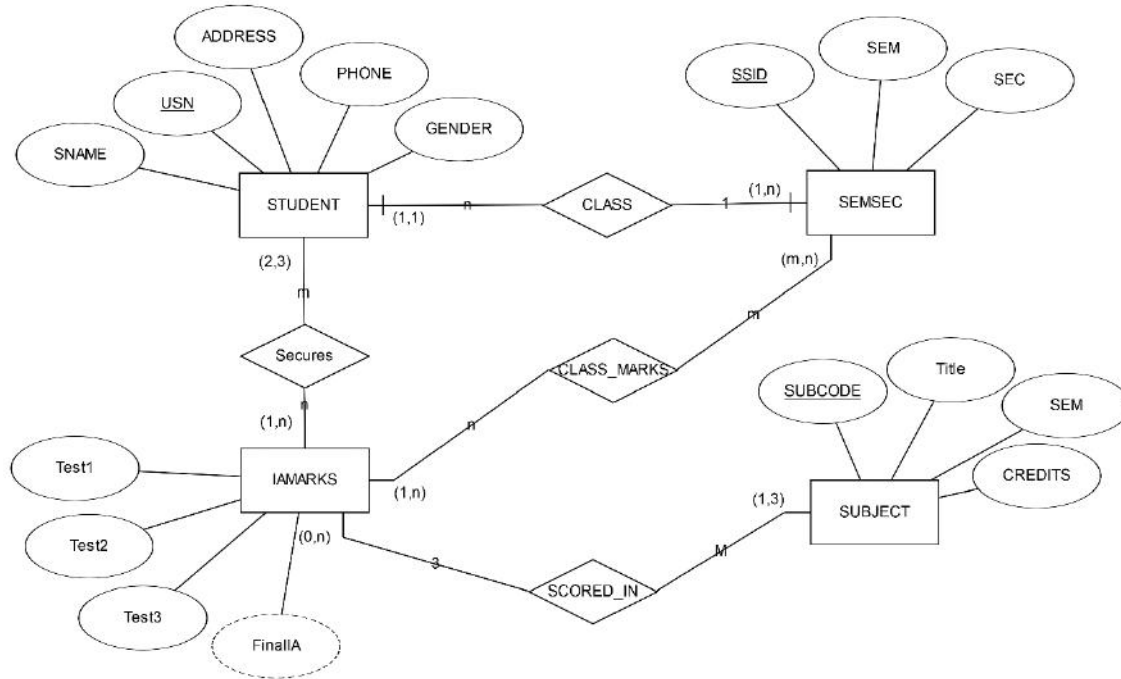 ADDRESS
SEM
PHONE
SSID
SEC
USN
GENDER
SNAME
STUDENT
n
CLASS
1
(1,n)
SEMSEC
(1,1)
(2,3)
(m,n)
m
m
Secures
CLASS_MARKS
Title
SUBCODE
SEM
n
(1,n)
n
Test1
IAMARKS
CREDITS
(1,n)
(1,3)
SUBJECT
(0,n)
Test2
3
M
SCORED_IN
Test3
FinalIA